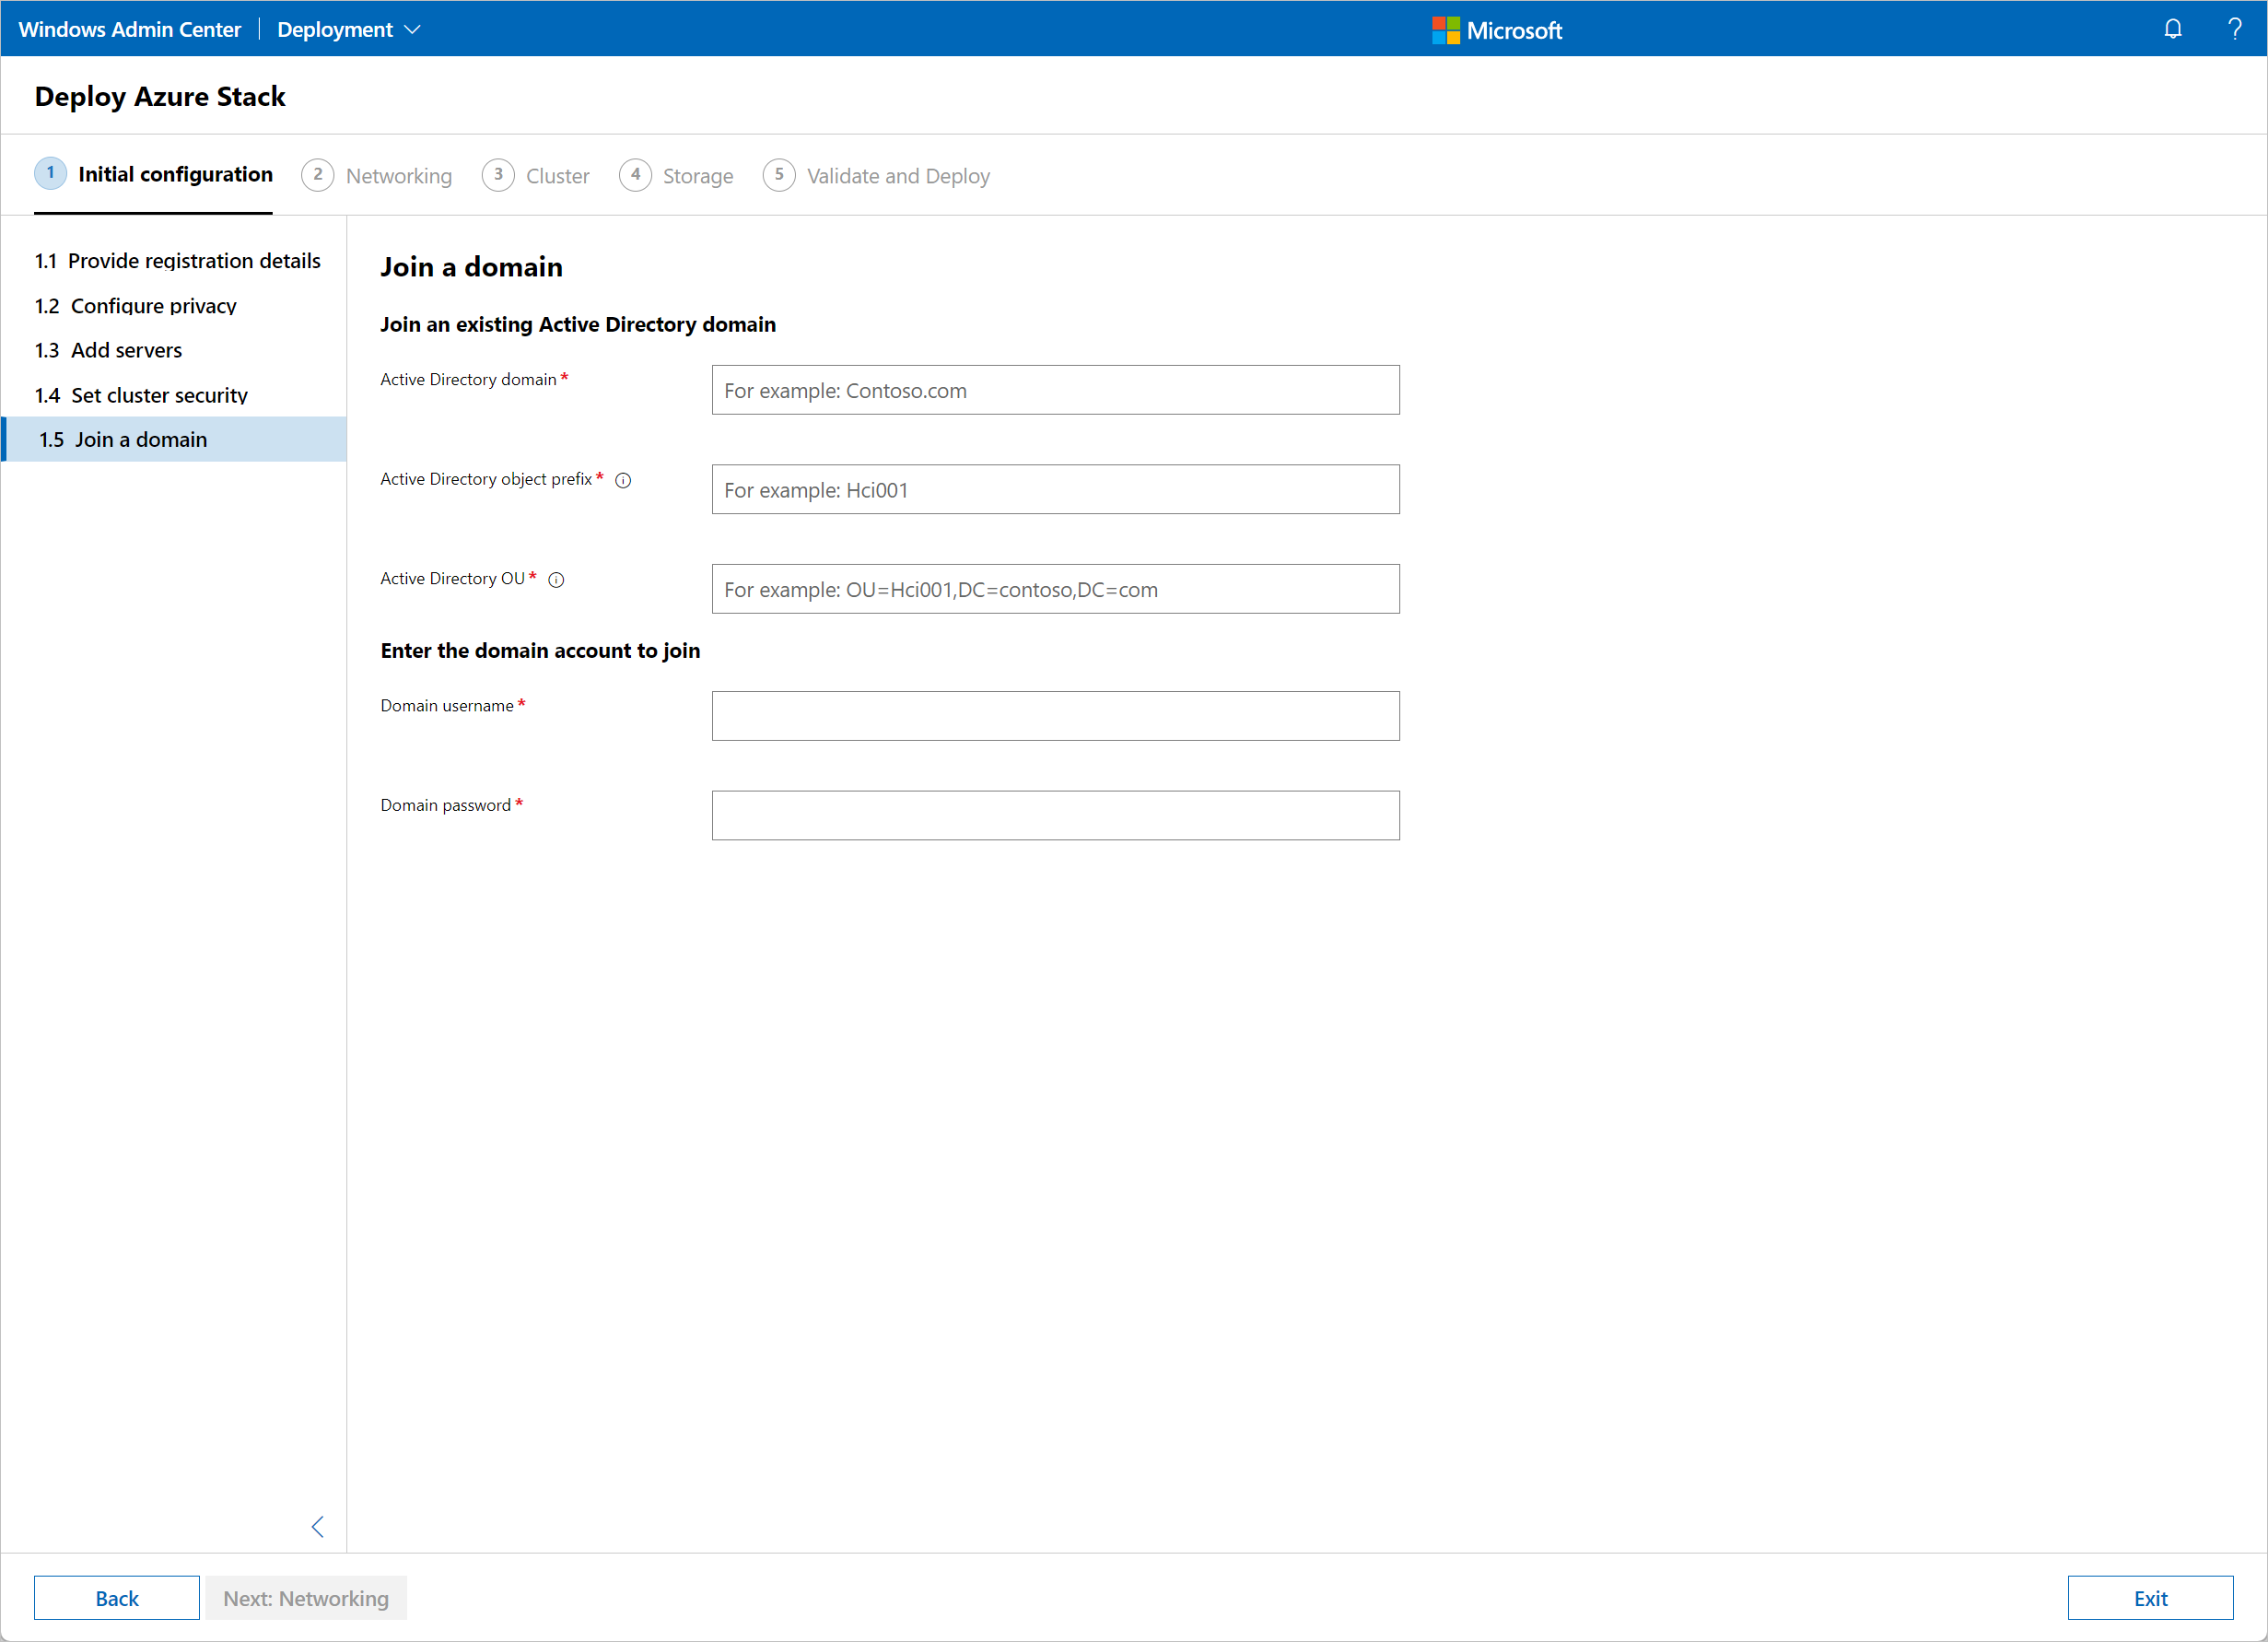 Windows Admin Center Deployment Microsoft ?
Deploy Azure Stack
1 Initial configuration 2 Networking 3 Cluster 4 Storage 5 Validate and Deploy
1.1 Provide registration details
1.2 Configure privacy
1.3 Add servers
1.4 Set cluster security
1.5 Join a domain
Join a domain
Join an existing Active Directory domain
Active Directory domain * For example: Contoso.com
Active Directory object prefix * For example: Hci001
Active Directory OU * For example: OU=Hci001,DC=contoso,DC=com
Enter the domain account to join
Domain username *
Domain password *
Back Next: Networking Exit